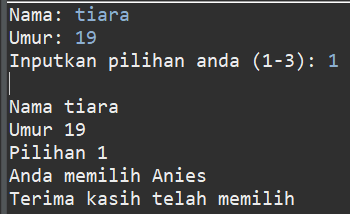 Nama: tiara
Umur: 19
Inputkan pilihan anda (1-3): 1
Nama tiara
Umur 19
Pilihan 1
Anda memilih Anies
Terima kasih telah memilih